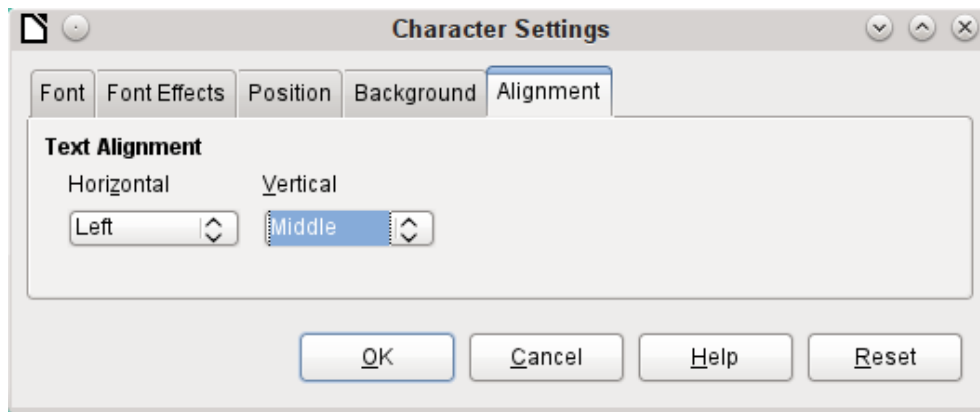 Character Settings
Font Font Effects Position Background Alignment
Text Alignment
Horizontal Vertical
Left Middle
OK Cancel Help Reset